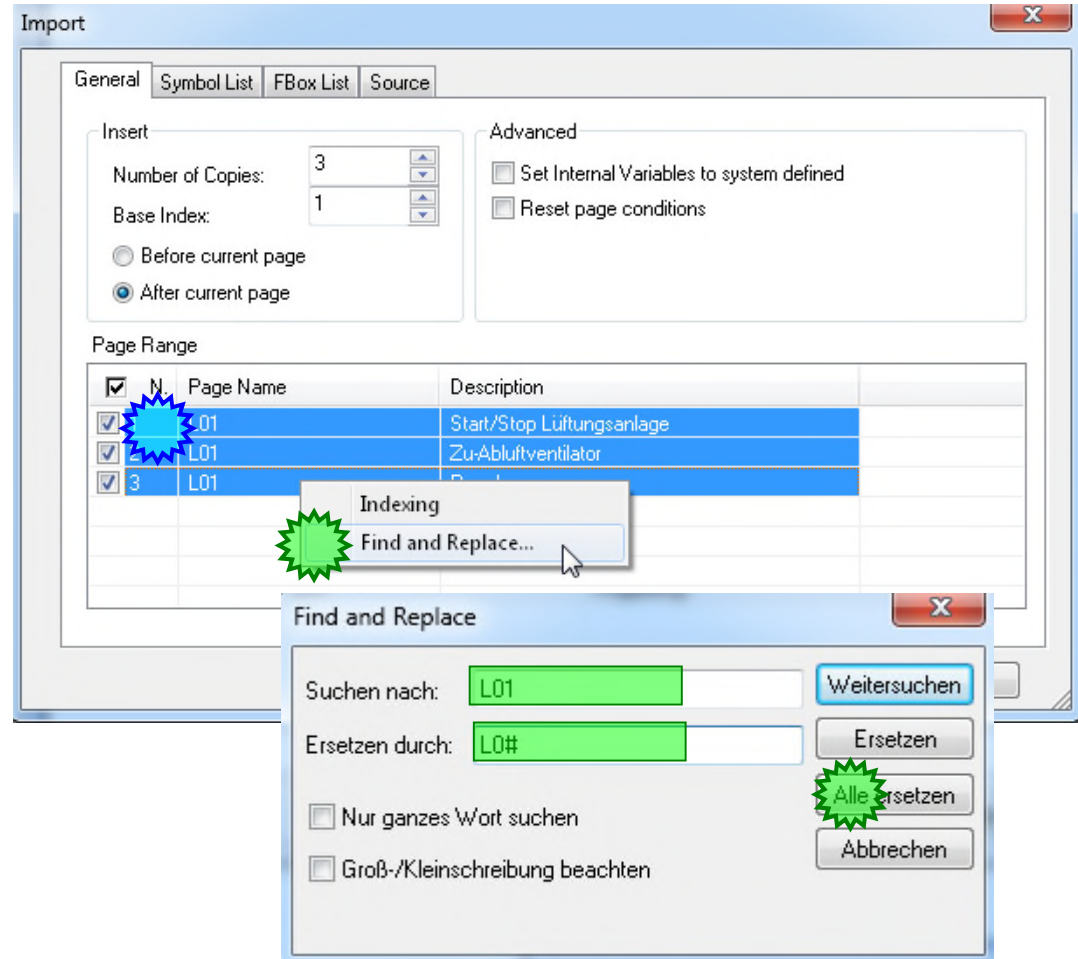 Import
General Symbol List FBox List Source
Insert
Advanced
Number of Copies: 3
Set Internal Variables to system defined
Base Index: 1
Reset page conditions
Before current page
After current page
Page Range
N. Page Name Description
L01 Start/Stop Lüftungsanlage
2 L01 Zu-Abluftventilator
3 L01
Indexing
Find and Replace...
Find and Replace
Suchen nach: L01 Weitersuchen
Ersetzen durch: L0# Ersetzen
Alle ersetzen
Nur ganzes Wort suchen
Abbrechen
Groß-/Kleinschreibung beachten